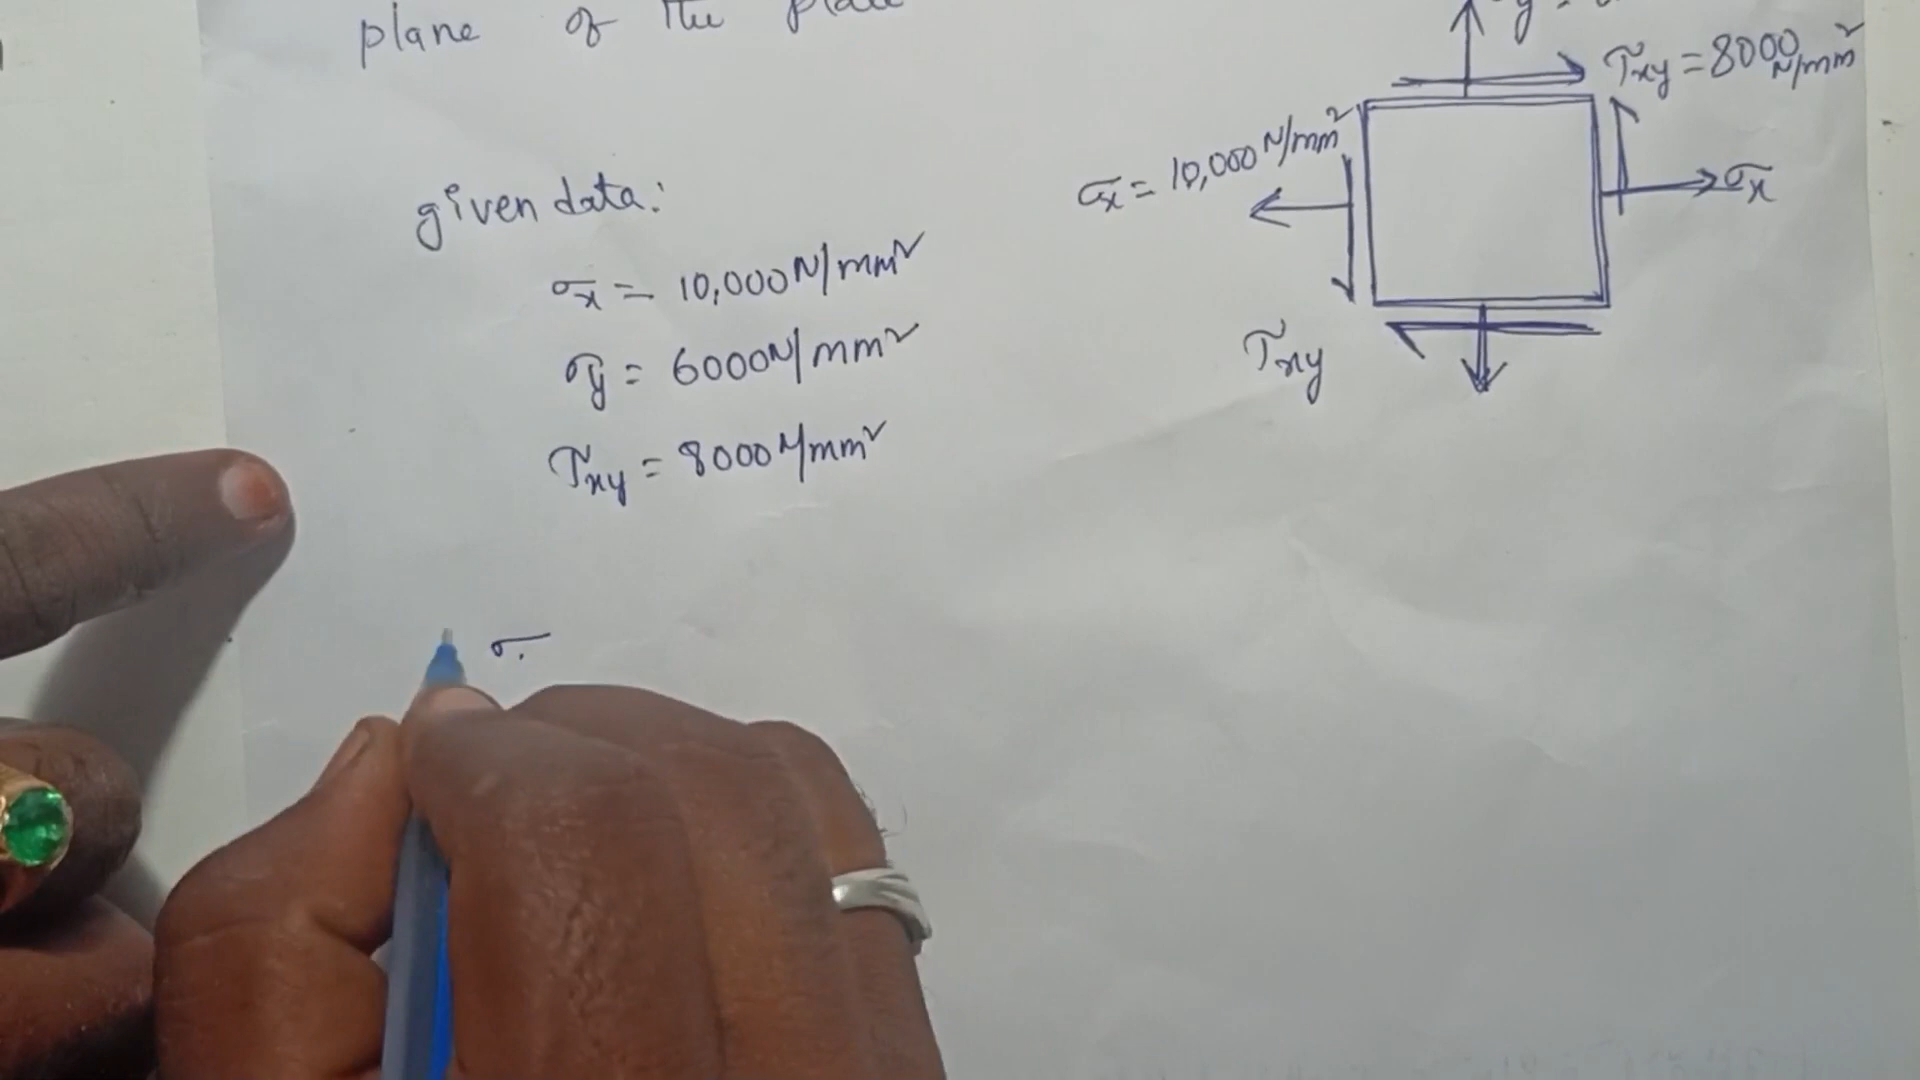 plane of the plate
given data:
σx = 10,000 N/mm²
σy = 6000 N/mm²
τxy = 8000 N/mm²
σ
τxy = 8000 N/mm²
σx = 10,000 N/mm²
σx
τxy